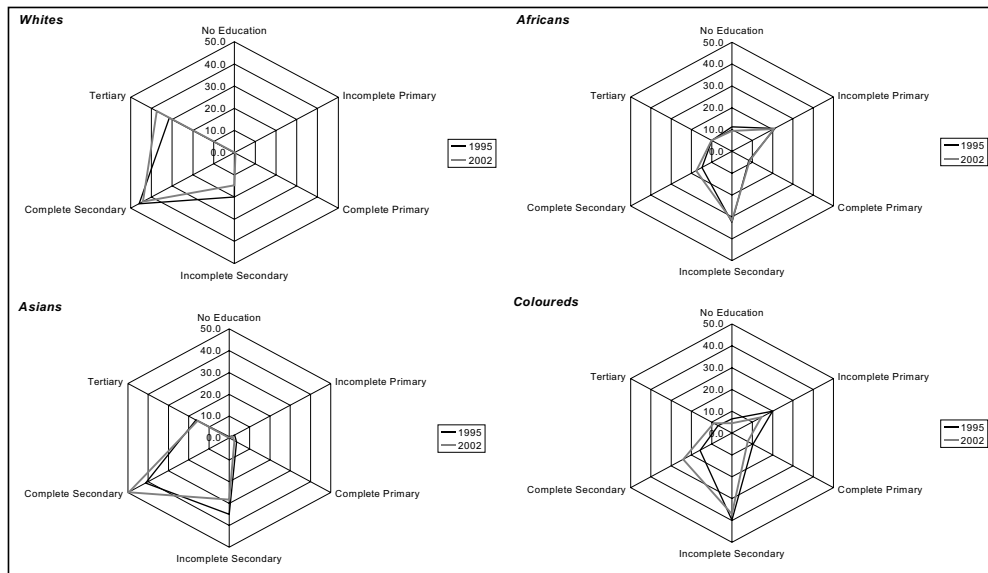 Whites
No Education
50.0
40.0
30.0
20.0
10.0
0.0
Tertiary
Incomplete Primary
1995
2002
Complete Secondary
Complete Primary
Incomplete Secondary
Africans
No Education
50.0
40.0
30.0
20.0
10.0
0.0
Tertiary
Incomplete Primary
1995
2002
Complete Secondary
Complete Primary
Incomplete Secondary
Asians
No Education
50.0
40.0
30.0
20.0
10.0
0.0
Tertiary
Incomplete Primary
1995
2002
Complete Secondary
Complete Primary
Incomplete Secondary
Coloureds
No Education
50.0
40.0
30.0
20.0
10.0
0.0
Tertiary
Incomplete Primary
1995
2002
Complete Secondary
Complete Primary
Incomplete Secondary